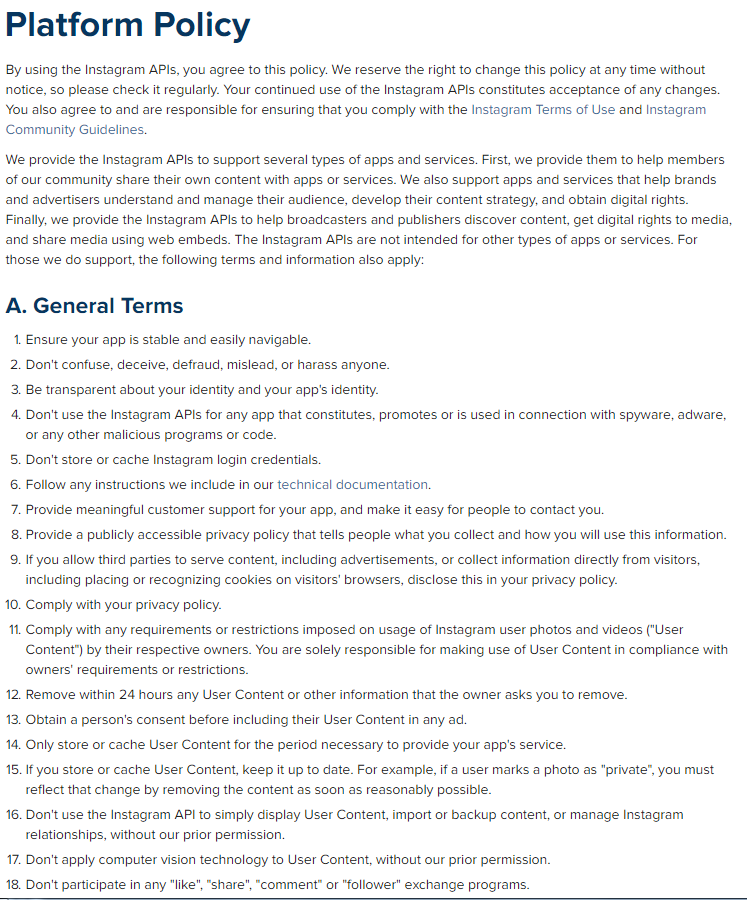 Platform Policy
By using the Instagram APIs, you agree to this policy. We reserve the right to change this policy at any time without
notice, so please check it regularly. Your continued use of the Instagram APIs constitutes acceptance of any changes.
You also agree to and are responsible for ensuring that you comply with the Instagram Terms of Use and Instagram
Community Guidelines.
We provide the Instagram APIs to support several types of apps and services. First, we provide them to help members
of our community share their own content with apps or services. We also support apps and services that help brands
and advertisers understand and manage their audience, develop their content strategy, and obtain digital rights.
Finally, we provide the Instagram APIs to help broadcasters and publishers discover content, get digital rights to media,
and share media using web embeds. The Instagram APIs are not intended for other types of apps or services. For
those we do support, the following terms and information also apply:
A. General Terms
1. Ensure your app is stable and easily navigable.
2. Don't confuse, deceive, defraud, mislead, or harass anyone.
3. Be transparent about your identity and your app's identity.
4. Don't use the Instagram APIs for any app that constitutes, promotes or is used in connection with spyware, adware,
or any other malicious programs or code.
5. Don't store or cache Instagram login credentials.
6. Follow any instructions we include in our technical documentation.
7. Provide meaningful customer support for your app, and make it easy for people to contact you.
8. Provide a publicly accessible privacy policy that tells people what you collect and how you will use this information.
9. If you allow third parties to serve content, including advertisements, or collect information directly from visitors,
including placing or recognizing cookies on visitors' browsers, disclose this in your privacy policy.
10. Comply with your privacy policy.
11. Comply with any requirements or restrictions imposed on usage of Instagram user photos and videos ("User
Content") by their respective owners. You are solely responsible for making use of User Content in compliance with
owners' requirements or restrictions.
12. Remove within 24 hours any User Content or other information that the owner asks you to remove.
13. Obtain a person's consent before including their User Content in any ad.
14. Only store or cache User Content for the period necessary to provide your app's service.
15. If you store or cache User Content, keep it up to date. For example, if a user marks a photo as "private", you must
reflect that change by removing the content as soon as reasonably possible.
16. Don't use the Instagram API to simply display User Content, import or backup content, or manage Instagram
relationships, without our prior permission.
17. Don't apply computer vision technology to User Content, without our prior permission.
18. Don't participate in any "like", "share", "comment" or "follower" exchange programs.